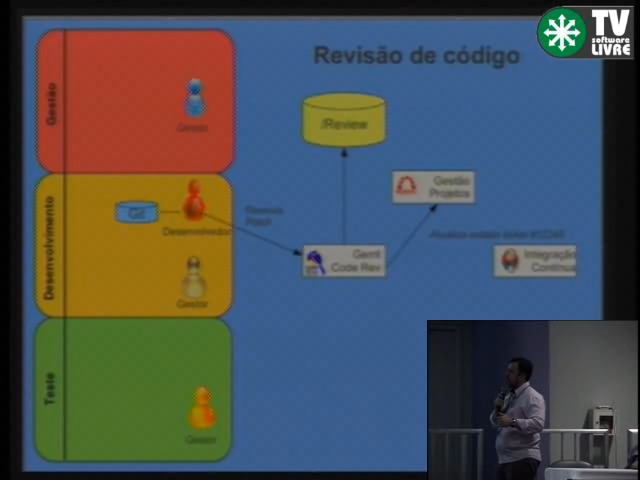 TV
software
LIVRE
Revisão de código
Gestão
Gestor
/Review
Gestão
Projetos
Desenvolvimento
Git
Desenvolvedor
Gerrit
Code Rev
Integração
Contínua
Gestor
Teste
Gestor